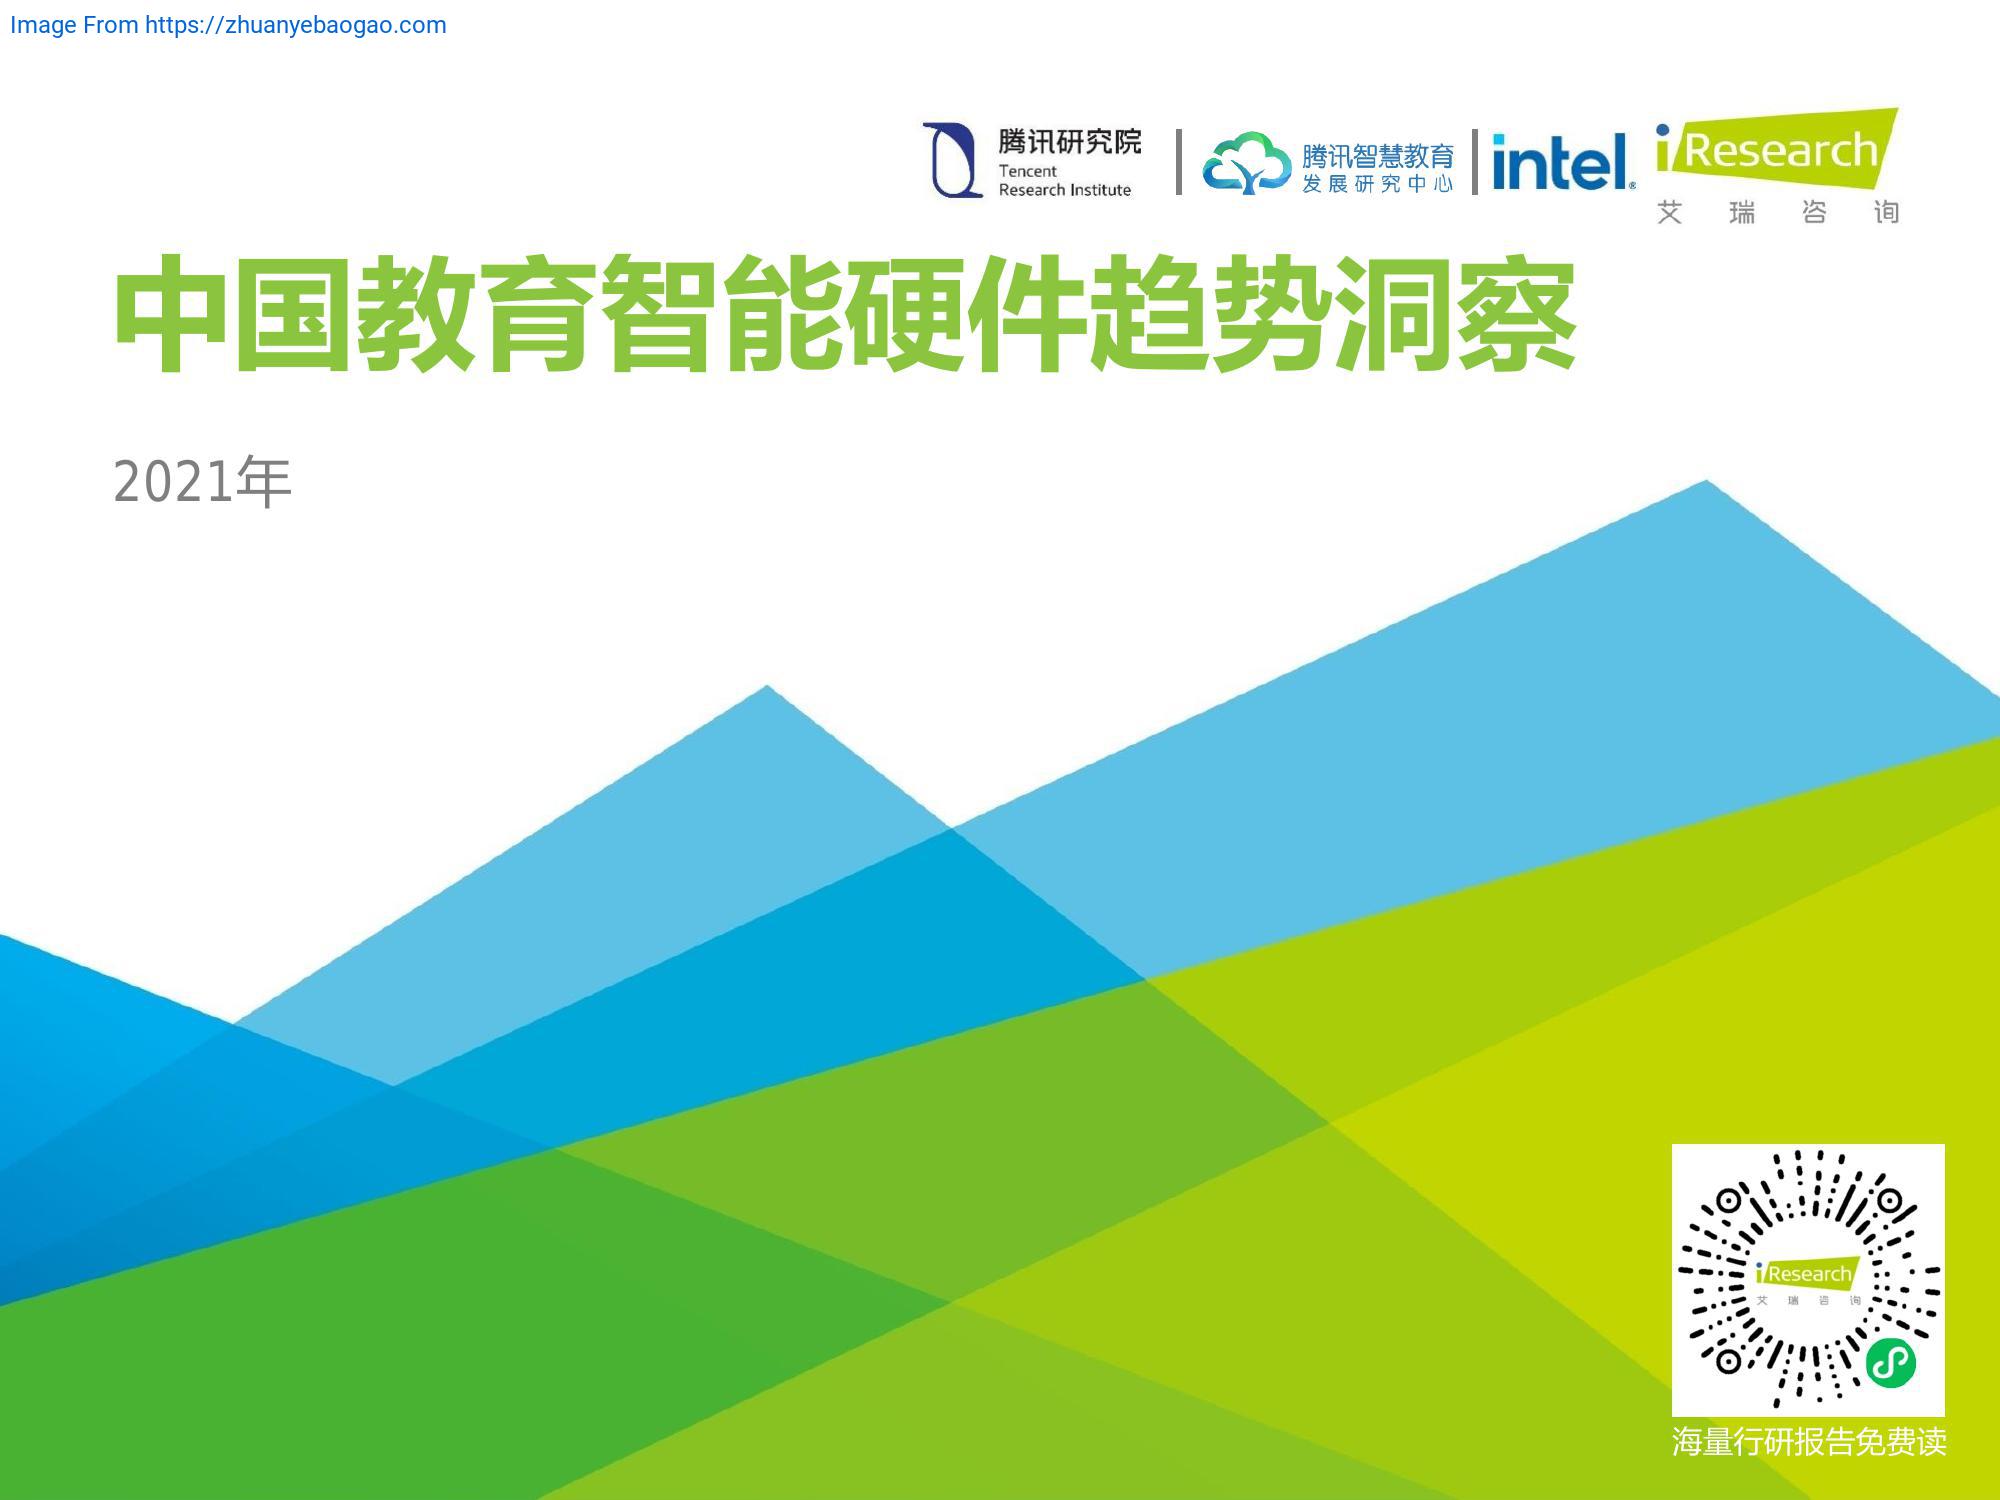 Image From https://zhuanyebaogao.com
腾讯研究院
Tencent
Research Institute
腾讯智慧教育
发展研究中心
intel®
iResearch
艾瑞咨询
中国教育智能硬件趋势洞察
2021年
iResearch
艾瑞咨询
海量行研报告免费读